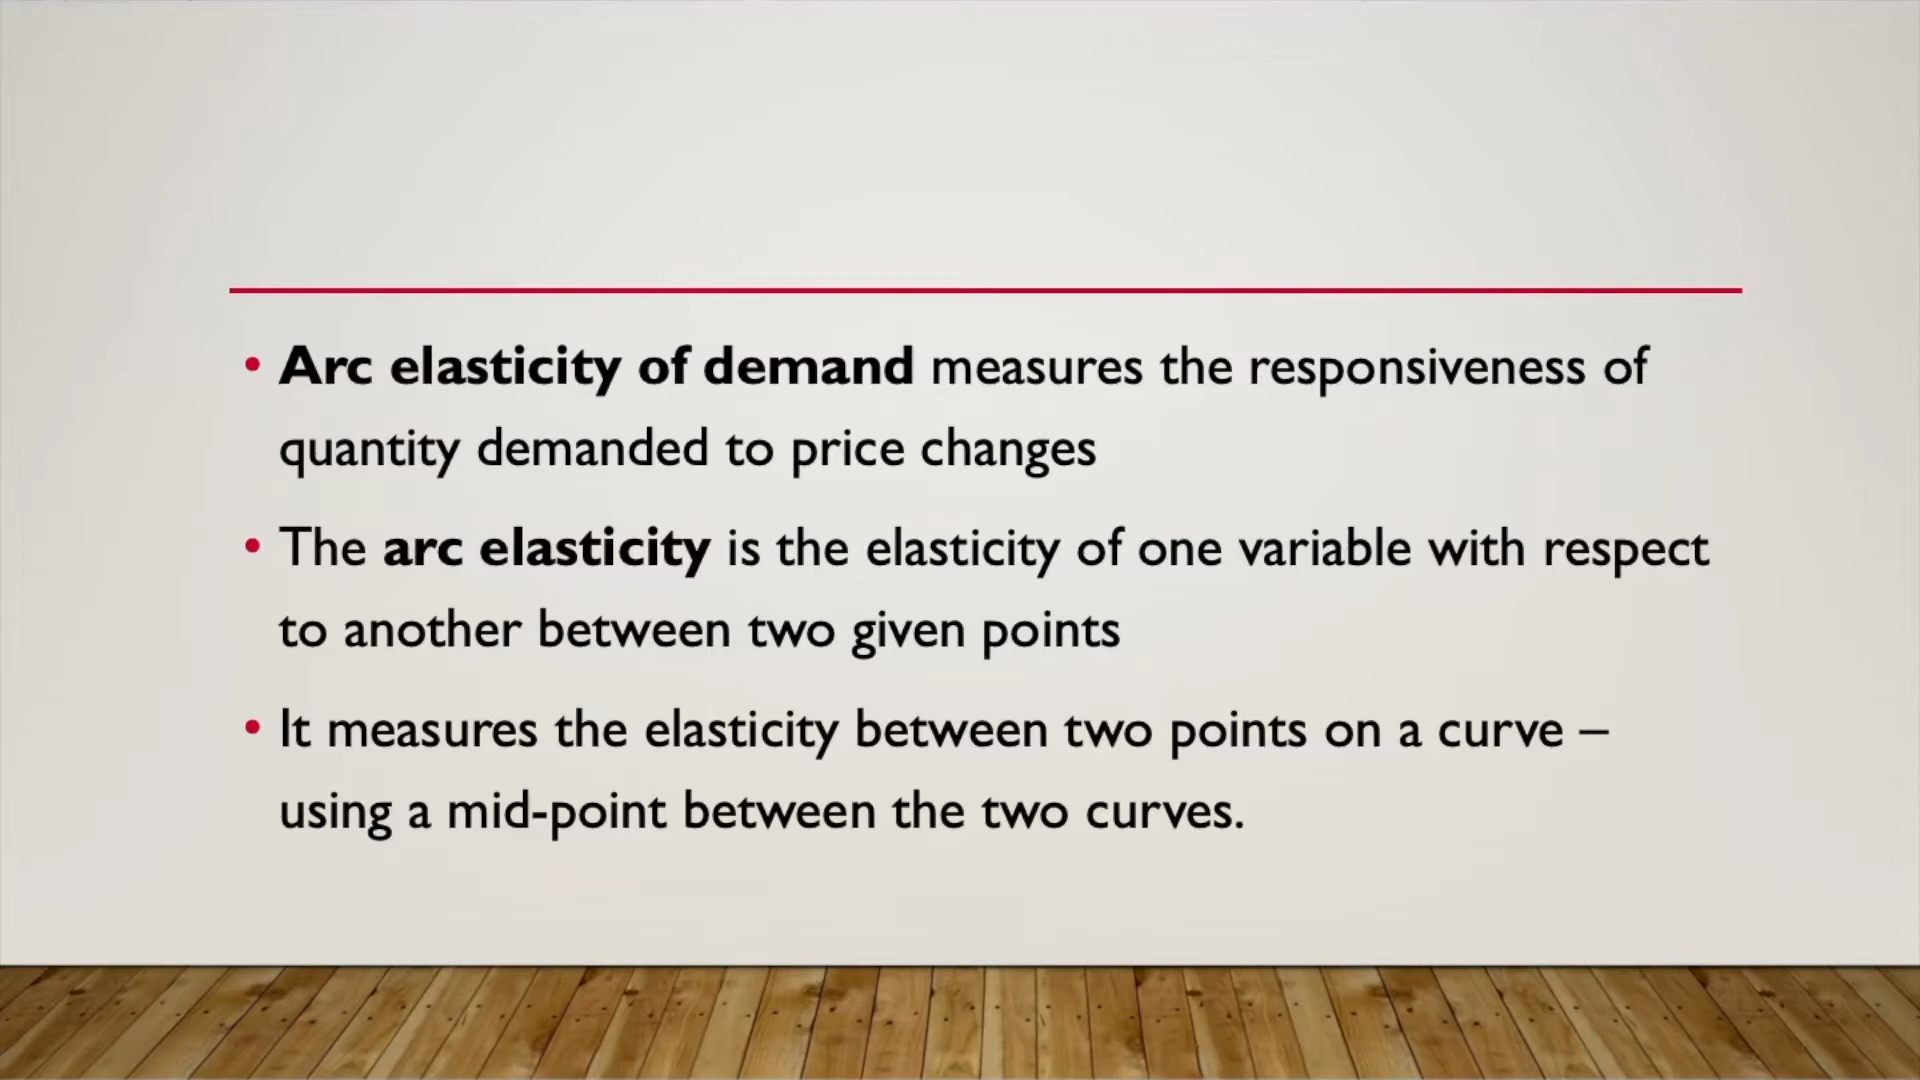 • Arc elasticity of demand measures the responsiveness of
quantity demanded to price changes
• The arc elasticity is the elasticity of one variable with respect
to another between two given points
• It measures the elasticity between two points on a curve –
using a mid-point between the two curves.